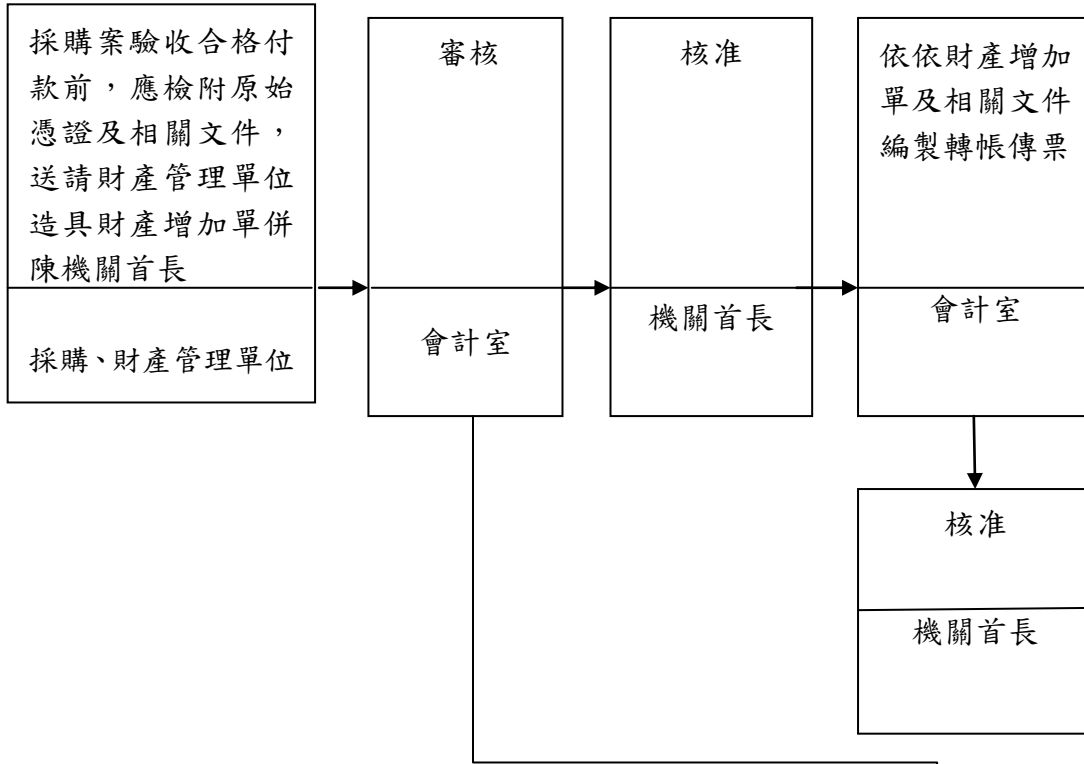 採購案驗收合格付
款前，應檢附原始
憑證及相關文件，
送請財產管理單位
造具財產增加單併
陳機關首長
採購、財產管理單位
審核
會計室
核准
機關首長
依依財產增加
單及相關文件
編製轉帳傳票
會計室
核准
機關首長